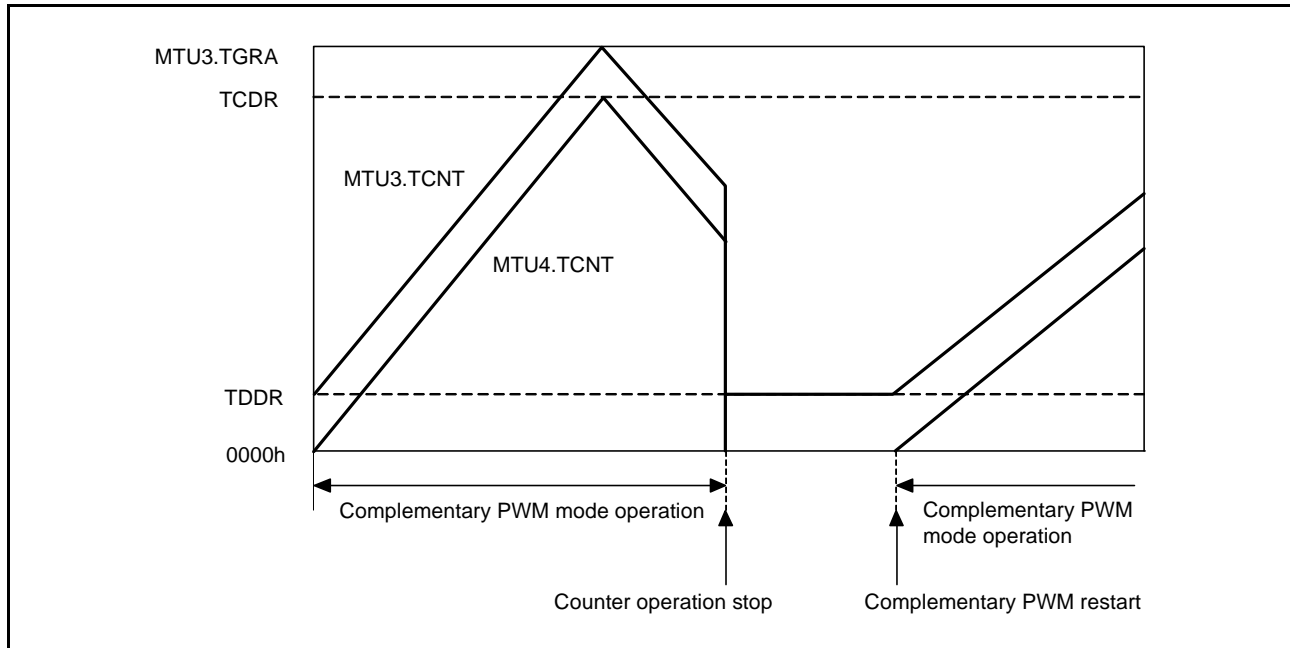 MTU3.TGRA
TCDR
MTU3.TCNT
MTU4.TCNT
TDDR
0000h
Complementary PWM mode operation
Complementary PWM
mode operation
Counter operation stop
Complementary PWM restart